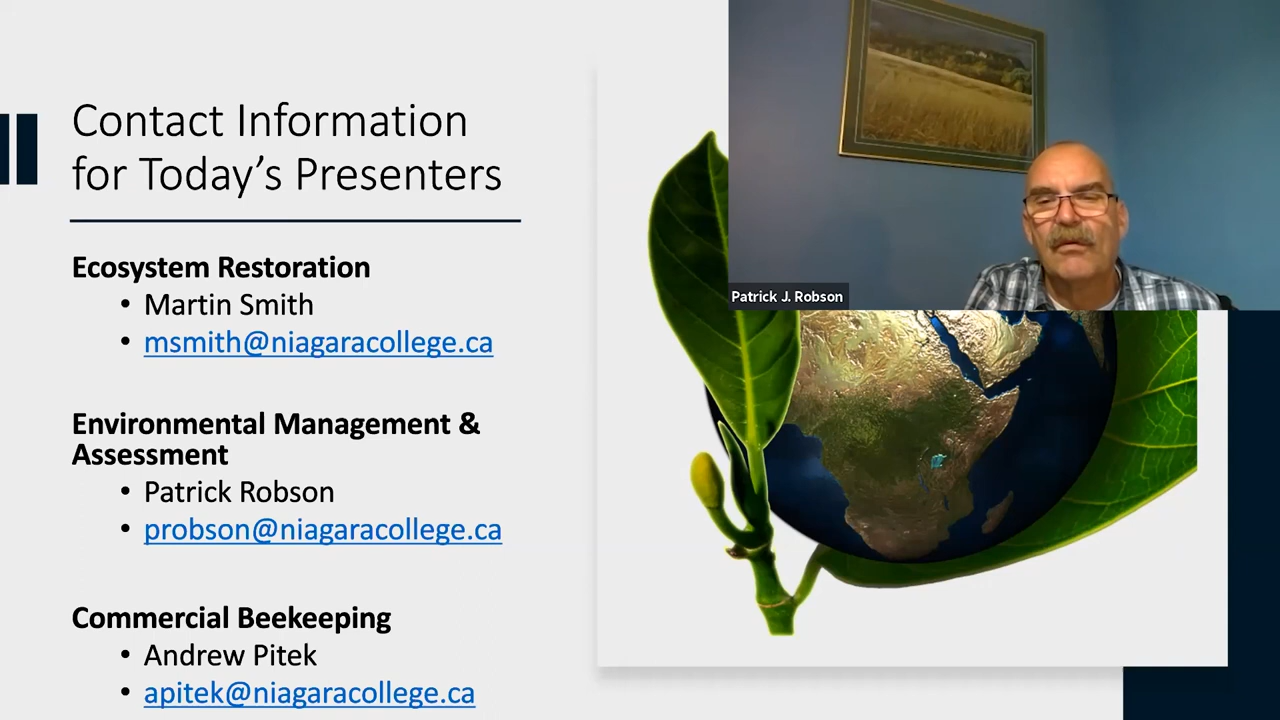 Contact Information
for Today's Presenters
Ecosystem Restoration
• Martin Smith
• msmith@niagaracollege.ca
Environmental Management &
Assessment
• Patrick Robson
• probson@niagaracollege.ca
Commercial Beekeeping
• Andrew Pitek
• apitek@niagaracollege.ca
Patrick J. Robson